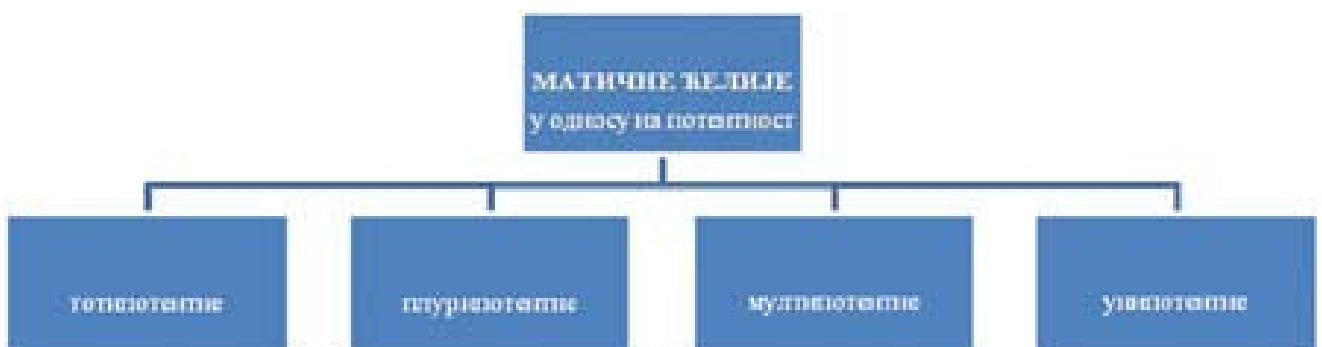 МАТИЧНЕ ЋЕЛИЈЕ
у односу на потентност
тотипотентне
плурипотентне
мултипотентне
унипотентне